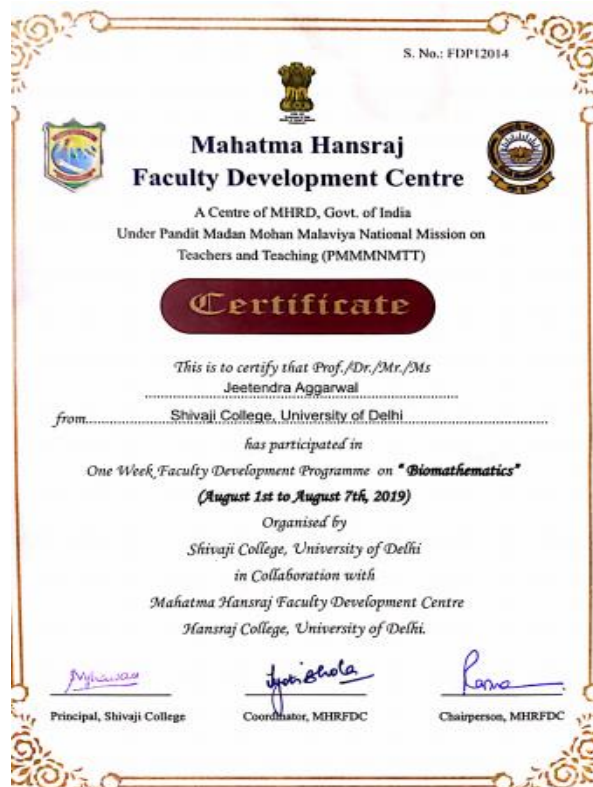 S. No.: FDP12014
Mahatma Hansraj
Faculty Development Centre
A Centre of MHRD, Govt. of India
Under Pandit Madan Mohan Malaviya National Mission on
Teachers and Teaching (PMMMNMTT)
Certificate
This is to certify that Prof./Dr./Mr./Ms
Jeetendra Aggarwal
from Shivaji College, University of Delhi
has participated in
One Week Faculty Development Programme on "Biomathematics"
(August 1st to August 7th, 2019)
Organised by
Shivaji College, University of Delhi
in Collaboration with
Mahatma Hansraj Faculty Development Centre
Hansraj College, University of Delhi.
Jyoti Bhola
Rama
Principal, Shivaji College
Coordinator, MHRFDC
Chairperson, MHRFDC